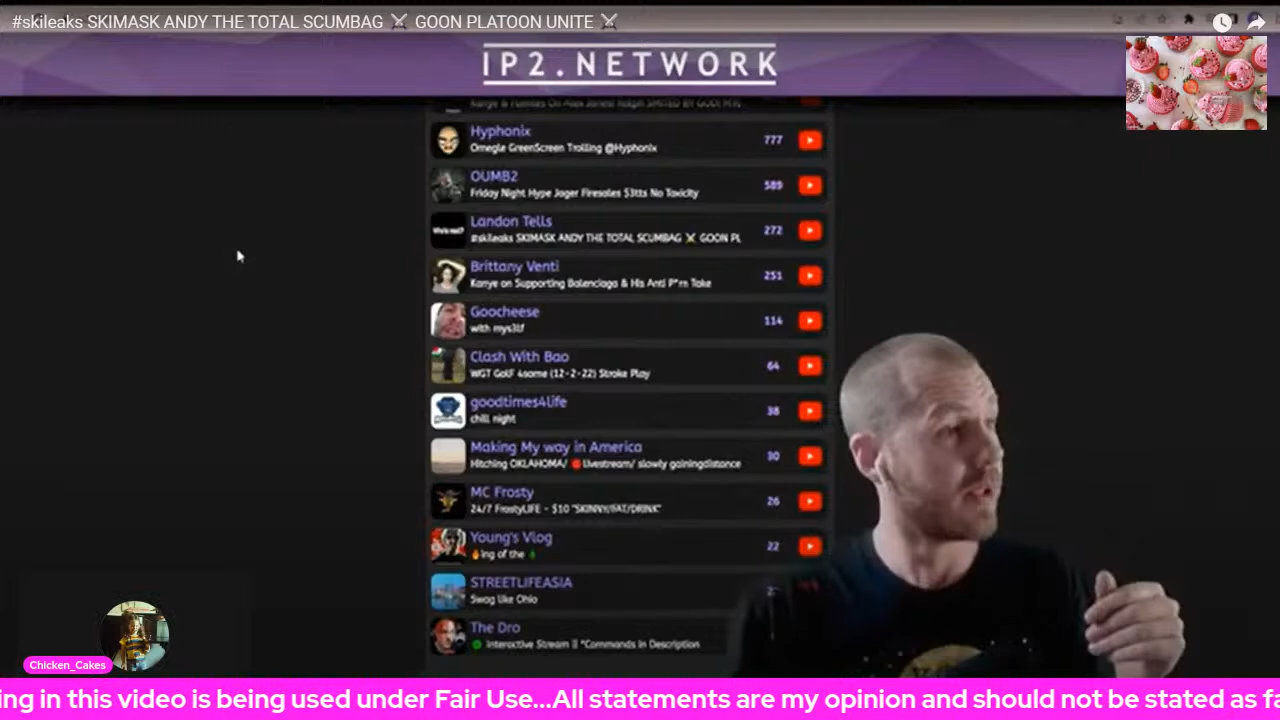 #skileaks SKIMASK ANDY THE TOTAL SCUMBAG ⚔ GOON PLATOON UNITE ⚔
IP2.NETWORK
Hyphonix
777
Omegle GreenScreen Trolling @Hyphonix
OUMB2
589
Friday Night Hype Jager Firesales $3tts No Toxicity
Landon Tells
272
#skileaks SKIMASK ANDY THE TOTAL SCUMBAG ⚔ GOON PL
Brittany Venti
251
Kanye on Supporting Balenciaga & His Anti P*rn Take
Goocheese
114
with mys3lf
Clash With Bao
64
WGT Golf 4some (12-2-22) Stroke Play
goodtimes4life
38
chill night
Making My way in America
30
Hitching OKLAHOMA/ 🔴Livestream/ slowly gainingdistance
MC Frosty
26
24/7 FrostyLIFE - $10 "SKINNY/FAT/DRINK"
Young's Vlog
22
🔥ing of the 🌲
STREETLIFEASIA
Swag like Ohio
The Dro
Interactive Stream || *Commands in Description
Chicken_Cakes
ing in this video is being used under Fair Use...All statements are my opinion and should not be stated as fa